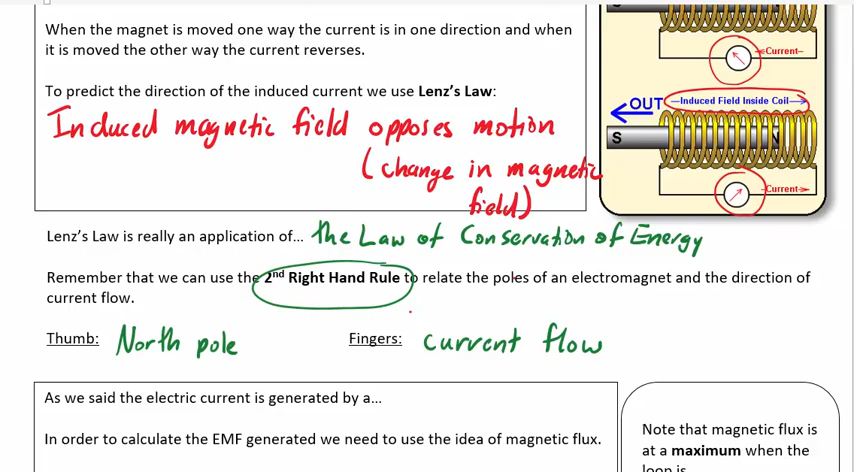 When the magnet is moved one way the current is in one direction and when
it is moved the other way the current reverses.
To predict the direction of the induced current we use Lenz's Law:
Induced magnetic field opposes motion
(change in magnetic
field)
Current
OUT
Induced Field Inside Coil
S
N
Current
Lenz's Law is really an application of... the Law of Conservation of Energy
Remember that we can use the 2nd Right Hand Rule to relate the poles of an electromagnet and the direction of
current flow.
Thumb: North pole
Fingers: current flow
As we said the electric current is generated by a...
In order to calculate the EMF generated we need to use the idea of magnetic flux.
Note that magnetic flux is
at a maximum when the
loop is